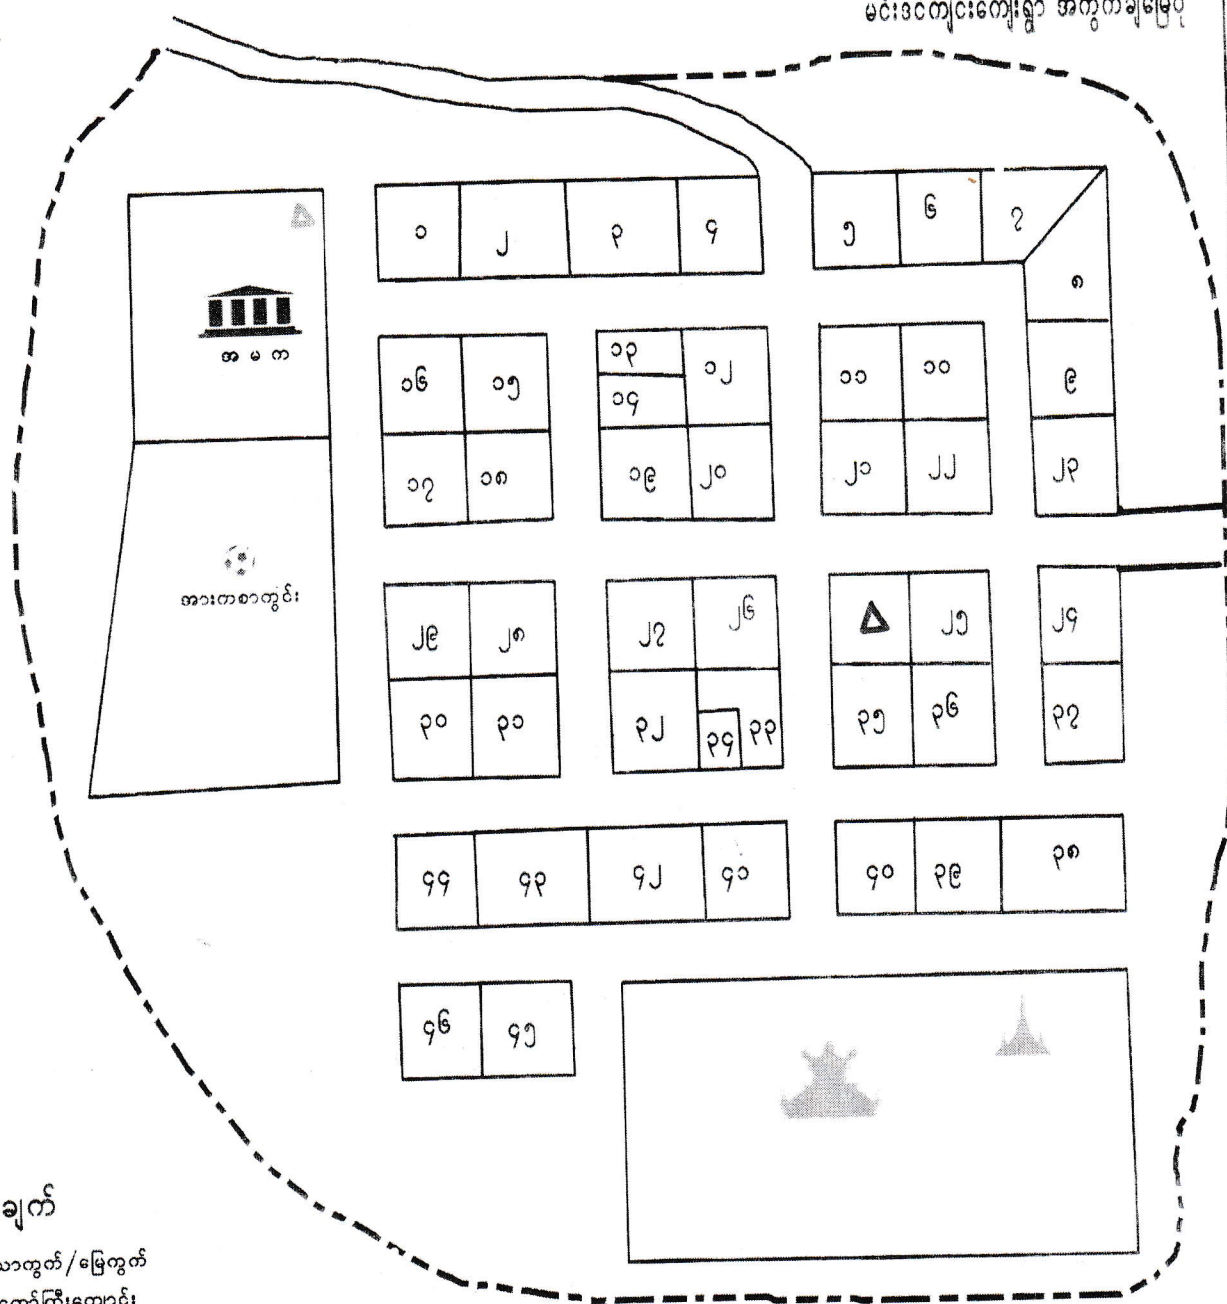 မင်းဒငကျင်းကျေးရွာ အကွက်ချမြေပုံ
၁ ၂ ၃ ၄ ၅ ၆ ၇
၈
အ မ က
၁၆ ၁၅ ၁၃ ၁၂ ၁၁ ၁၀ ၉
၁၄
၁၇ ၁၈ ၁၉ ၂၀ ၂၁ ၂၂ ၂၃
အားကစာကွင်း
၂၉ ၂၈ ၂၇ ၂၆ ၂၅ ၂၄
၃၀ ၃၁ ၃၂ ၃၄ ၃၃ ၃၅ ၃၆ ၃၇
၄၄ ၄၃ ၄၂ ၄၁ ၄၀ ၃၉ ၃၈
၄၆ ၄၅
ချက်
/မြေကွက်